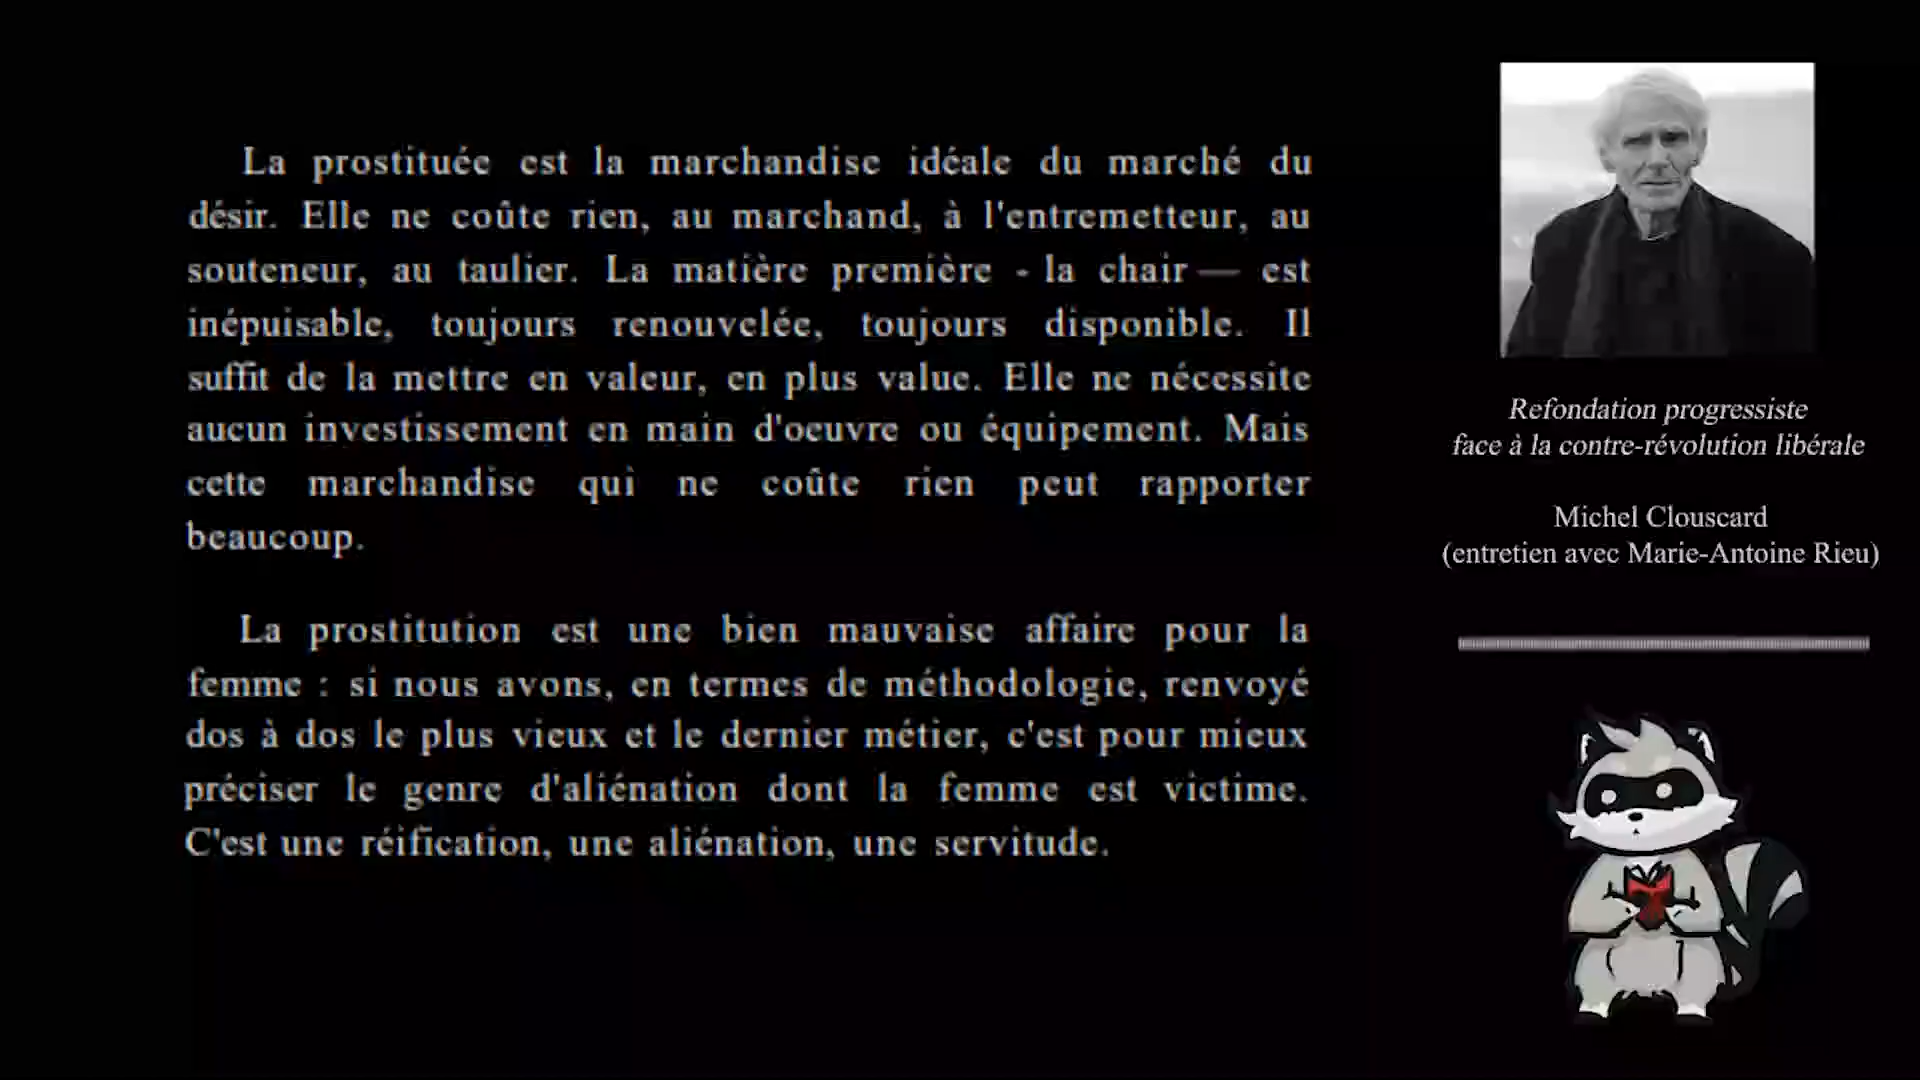 La prostituée est la marchandise idéale du marché du
désir. Elle ne coûte rien, au marchand, à l'entremetteur, au
souteneur, au taulier. La matière première - la chair — est
inépuisable, toujours renouvelée, toujours disponible. Il
suffit de la mettre en valeur, en plus value. Elle ne nécessite
aucun investissement en main d'oeuvre ou équipement. Mais
cette marchandise qui ne coûte rien peut rapporter
beaucoup.
La prostitution est une bien mauvaise affaire pour la
femme : si nous avons, en termes de méthodologie, renvoyé
dos à dos le plus vieux et le dernier métier, c'est pour mieux
préciser le genre d'aliénation dont la femme est victime.
C'est une réification, une aliénation, une servitude.
Refondation progressiste
face à la contre-révolution libérale
Michel Clouscard
(entretien avec Marie-Antoine Rieu)